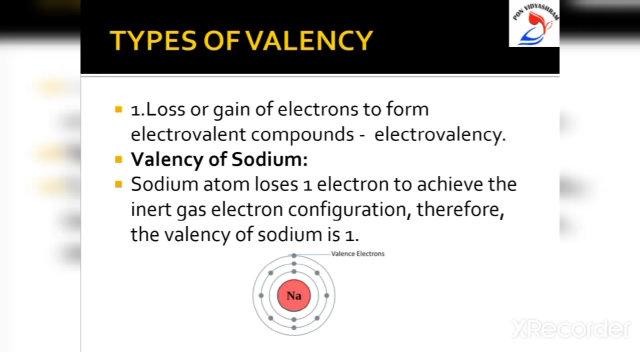 PON VIDYASHRAM
TYPES OF VALENCY
1.Loss or gain of electrons to form
electrovalent compounds - electrovalency.
Valency of Sodium:
Sodium atom loses 1 electron to achieve the
inert gas electron configuration, therefore,
the valency of sodium is 1.
Valence Electrons
Na
XRecorder